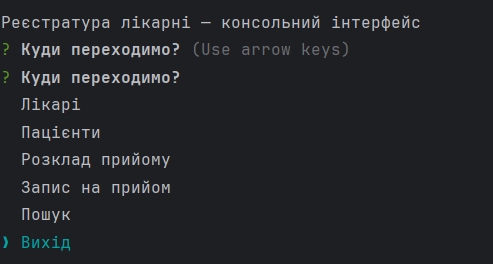 Реєстратура лікарні — консольний інтерфейс
? Куди переходимо? (Use arrow keys)
? Куди переходимо?
Лікарі
Пацієнти
Розклад прийому
Запис на прийом
Пошук
❯ Вихід